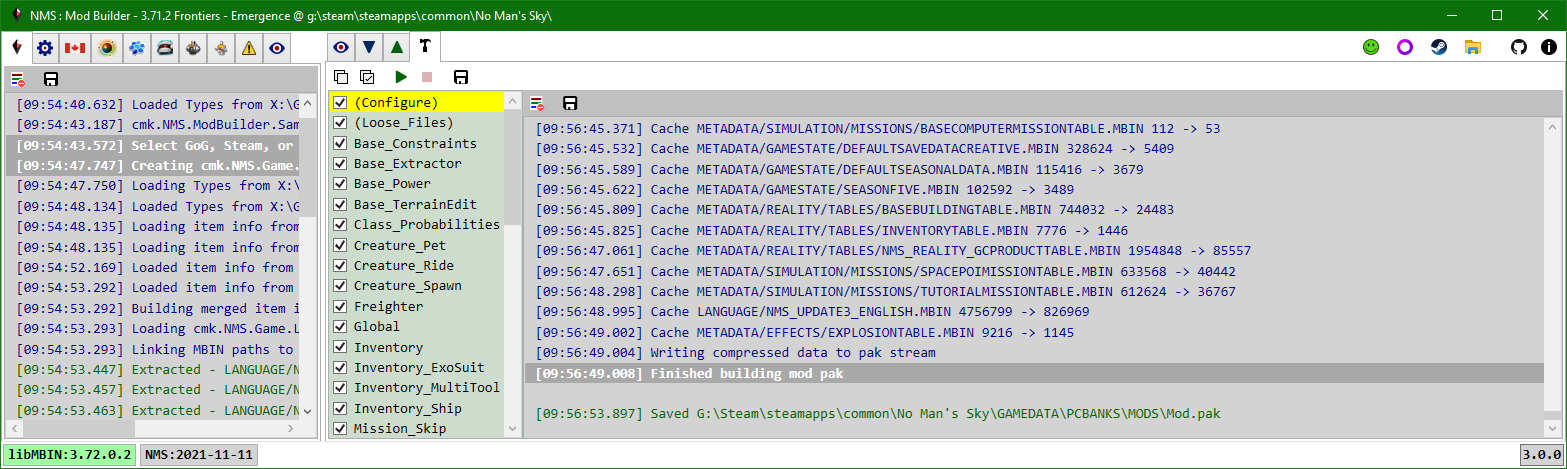 NMS : Mod Builder - 3.71.2 Frontiers - Emergence @ g:\steam\steamapps\common\No Man's Sky\
[09:54:40.632] Loaded Types from X:\G
[09:54:43.187] cmk.NMS.ModBuilder.Sam
[09:54:43.572] Select GoG, Steam, or
[09:54:47.747] Creating cmk.NMS.Game.
[09:54:47.750] Loading Types from X:\
[09:54:48.134] Loaded Types from X:\G
[09:54:48.135] Loading item info from
[09:54:48.135] Loading item info from
[09:54:52.169] Loaded item info from
[09:54:53.292] Loaded item info from
[09:54:53.292] Building merged item i
[09:54:53.293] Loading cmk.NMS.Game.L
[09:54:53.293] Linking MBIN paths to
[09:54:53.447] Extracted - LANGUAGE/N
[09:54:53.457] Extracted - LANGUAGE/N
[09:54:53.463] Extracted - LANGUAGE/N
(Configure)
(Loose_Files)
Base_Constraints
Base_Extractor
Base_Power
Base_TerrainEdit
Class_Probabilities
Creature_Pet
Creature_Ride
Creature_Spawn
Freighter
Global
Inventory
Inventory_ExoSuit
Inventory_MultiTool
Inventory_Ship
Mission_Skip
[09:56:45.371] Cache METADATA/SIMULATION/MISSIONS/BASECOMPUTERMISSIONTABLE.MBIN 112 -> 53
[09:56:45.532] Cache METADATA/GAMESTATE/DEFAULTSAVEDATACREATIVE.MBIN 328624 -> 5409
[09:56:45.589] Cache METADATA/GAMESTATE/DEFAULTSEASONALDATA.MBIN 115416 -> 3679
[09:56:45.622] Cache METADATA/GAMESTATE/SEASONFIVE.MBIN 102592 -> 3489
[09:56:45.809] Cache METADATA/REALITY/TABLES/BASEBUILDINGTABLE.MBIN 744032 -> 24483
[09:56:45.825] Cache METADATA/REALITY/TABLES/INVENTORYTABLE.MBIN 7776 -> 1446
[09:56:47.061] Cache METADATA/REALITY/TABLES/NMS_REALITY_GCPRODUCTTABLE.MBIN 1954848 -> 85557
[09:56:47.651] Cache METADATA/SIMULATION/MISSIONS/SPACEPOIMISSIONTABLE.MBIN 633568 -> 40442
[09:56:48.298] Cache METADATA/SIMULATION/MISSIONS/TUTORIALMISSIONTABLE.MBIN 612624 -> 36767
[09:56:48.995] Cache LANGUAGE/NMS_UPDATE3_ENGLISH.MBIN 4756799 -> 826969
[09:56:49.002] Cache METADATA/EFFECTS/EXPLOSIONTABLE.MBIN 9216 -> 1145
[09:56:49.004] Writing compressed data to pak stream
[09:56:49.008] Finished building mod pak
[09:56:53.897] Saved G:\Steam\steamapps\common\No Man's Sky\GAMEDATA\PCBANKS\MODS\Mod.pak
libMBIN:3.72.0.2
NMS:2021-11-11
3.0.0